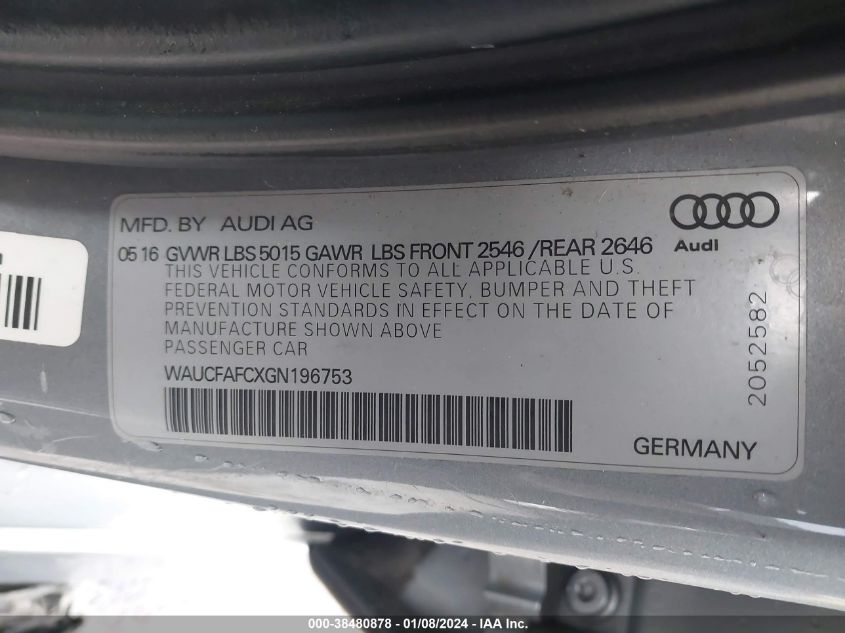 MFD. BY AUDI AG
05 16 GVWR LBS 5015 GAWR LBS FRONT 2546 / REAR 2646
Audi
THIS VEHICLE CONFORMS TO ALL APPLICABLE U.S.
FEDERAL MOTOR VEHICLE SAFETY, BUMPER AND THEFT
PREVENTION STANDARDS IN EFFECT ON THE DATE OF
MANUFACTURE SHOWN ABOVE
PASSENGER CAR
WAUCFAFCXGN196753
2052582
GERMANY
000-38480878 - 01/08/2024 - IAA Inc.